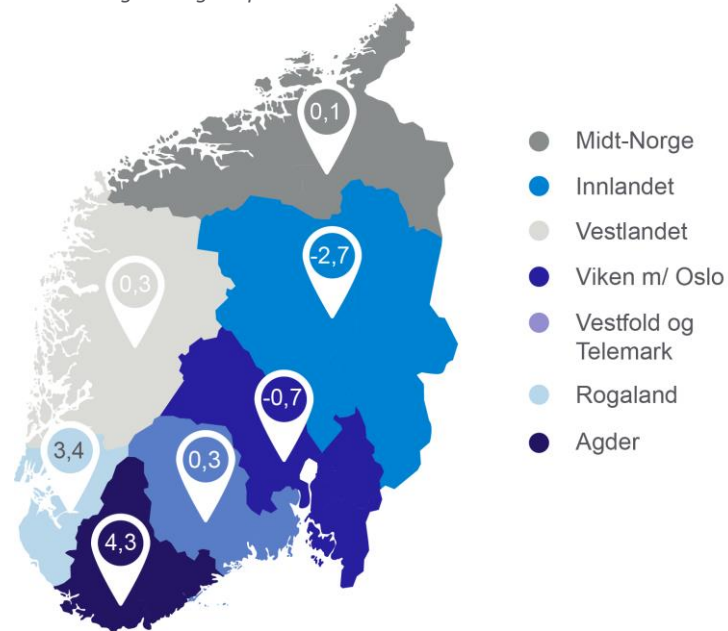 0,1
-2,7
0,3
-0,7
3,4
0,3
4,3
Midt-Norge
Innlandet
Vestlandet
Viken m/ Oslo
Vestfold og
Telemark
Rogaland
Agder